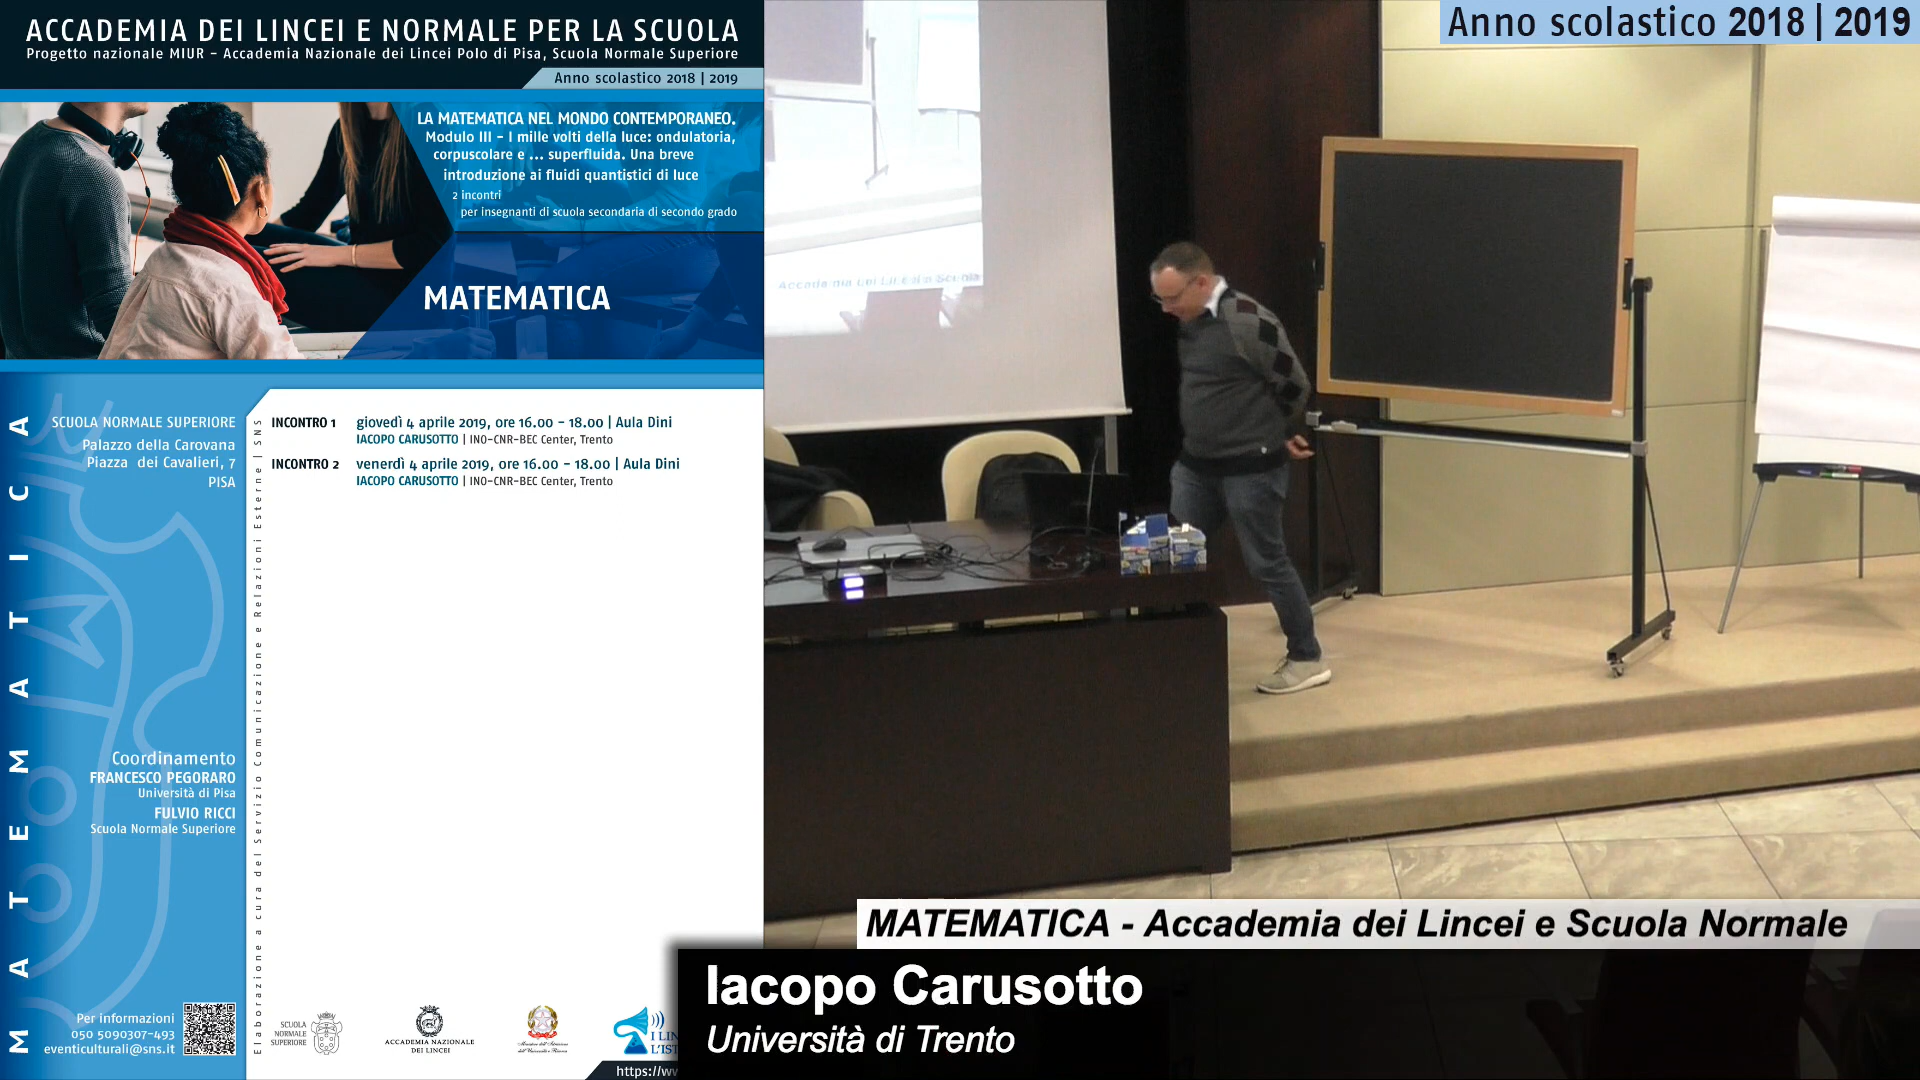 ACCADEMIA DEI LINCEI E NORMALE PER LA SCUOLA
Progetto nazionale MIUR – Accademia Nazionale dei Lincei Polo di Pisa, Scuola Normale Superiore
Anno scolastico 2018 | 2019
LA MATEMATICA NEL MONDO CONTEMPORANEO.
Modulo III – I mille volti della luce: ondulatoria,
corpuscolare e ... superfluida. Una breve
introduzione ai fluidi quantistici di luce
2 incontri
per insegnanti di scuola secondaria di secondo grado
MATEMATICA
MATEMATICA
SCUOLA NORMALE SUPERIORE
Palazzo della Carovana
Piazza dei Cavalieri, 7
PISA
Coordinamento
FRANCESCO PEGORARO
Università di Pisa
FULVIO RICCI
Scuola Normale Superiore
Per informazioni
050 5090307-493
eventiculturali@sns.it
Elaborazione a cura del Servizio Comunicazione e Relazioni Esterne | SNS
INCONTRO 1 giovedì 4 aprile 2019, ore 16.00 – 18.00 | Aula Dini
IACOPO CARUSOTTO | INO-CNR-BEC Center, Trento
INCONTRO 2 venerdì 4 aprile 2019, ore 16.00 – 18.00 | Aula Dini
IACOPO CARUSOTTO | INO-CNR-BEC Center, Trento
SCUOLA
NORMALE
SUPERIORE
ACCADEMIA NAZIONALE
DEI LINCEI
I LIN
L'IST
https://w
Anno scolastico 2018 | 2019
MATEMATICA - Accademia dei Lincei e Scuola Normale
Iacopo Carusotto
Università di Trento